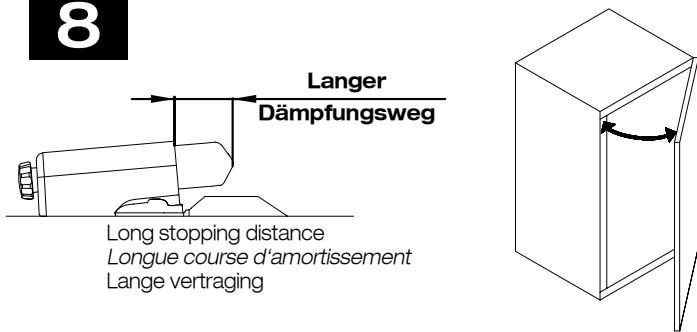 8
Langer
Dämpfungsweg
Long stopping distance
Longue course d‘amortissement
Lange vertraging